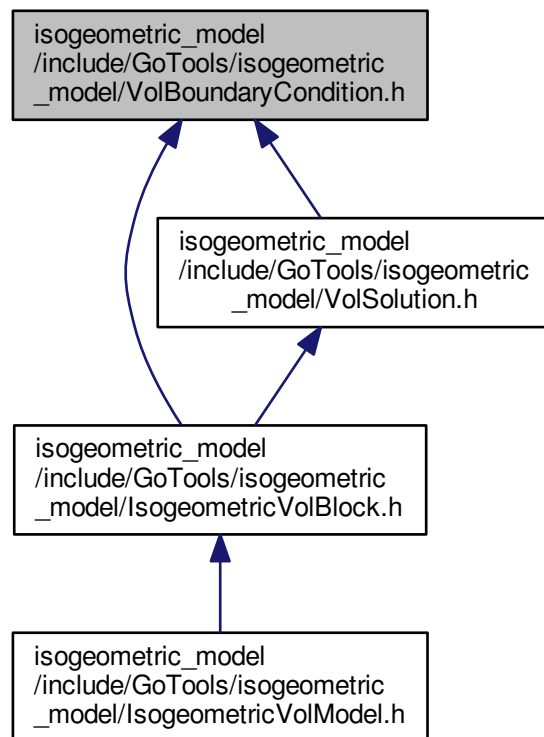 isogeometric_model
/include/GoTools/isogeometric
_model/VolBoundaryCondition.h
isogeometric_model
/include/GoTools/isogeometric
_model/VolSolution.h
isogeometric_model
/include/GoTools/isogeometric
_model/IsogeometricVolBlock.h
isogeometric_model
/include/GoTools/isogeometric
_model/IsogeometricVolModel.h